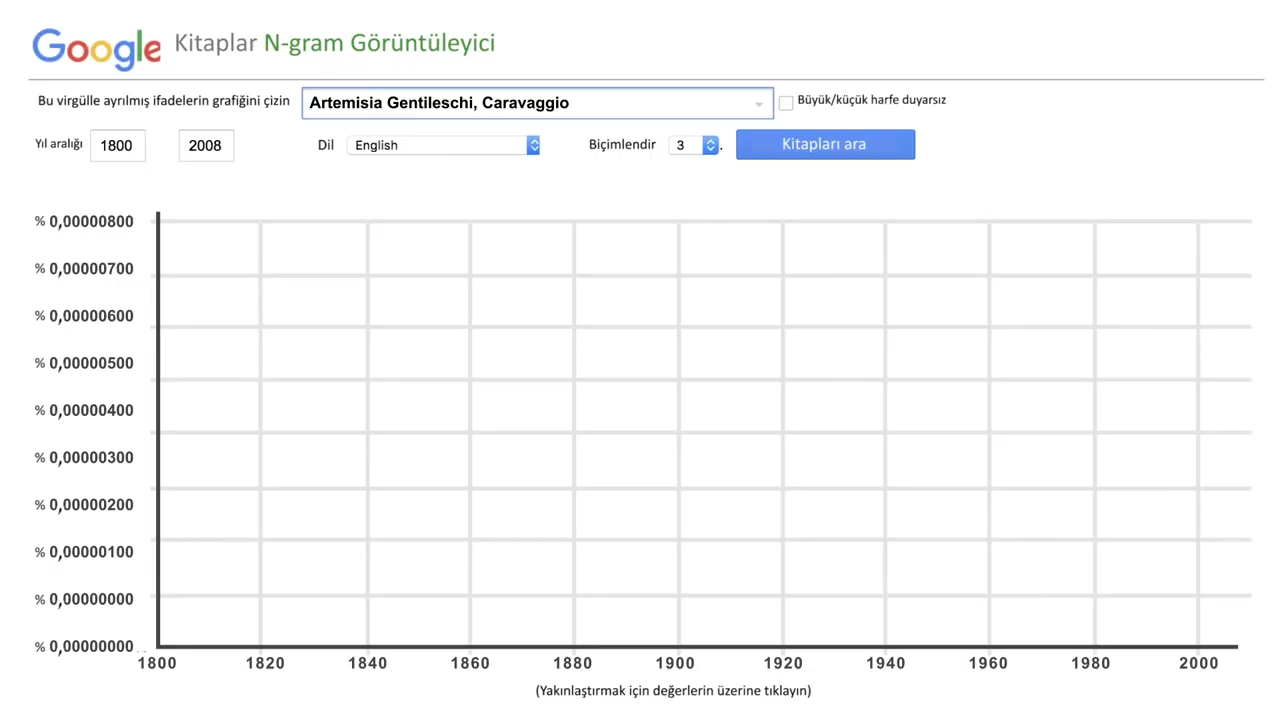 Google Kitaplar N-gram Görüntüleyici
Bu virgülle ayrılmış ifadelerin grafiğini çizin Artemisia Gentileschi, Caravaggio Büyük/küçük harfe duyarsız
Yıl aralığı 1800 2008 Dil English Biçimlendir 3 . Kitapları ara
% 0,00000800
% 0,00000700
% 0,00000600
% 0,00000500
% 0,00000400
% 0,00000300
% 0,00000200
% 0,00000100
% 0,00000000
% 0,00000000
1800 1820 1840 1860 1880 1900 1920 1940 1960 1980 2000
(Yakınlaştırmak için değerlerin üzerine tıklayın)